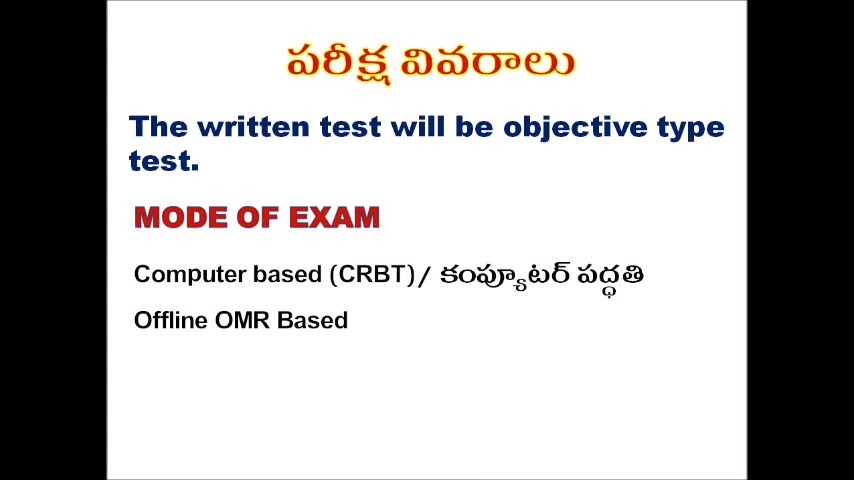 పరీక్ష వివరాలు
The written test will be objective type
test.
MODE OF EXAM
Computer based (CRBT)/ కంప్యూటర్ పద్ధతి
Offline OMR Based